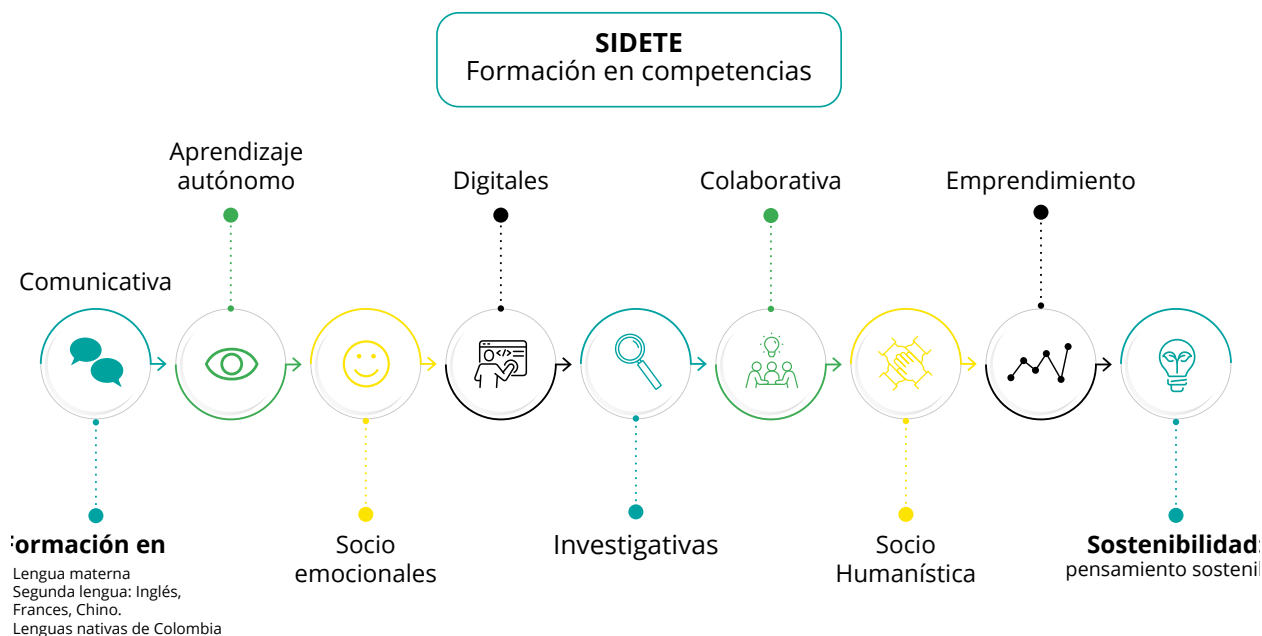 SIDETE
Formación en competencias
Aprendizaje
autónomo
Digitales
Colaborativa
Emprendimiento
Comunicativa
ormación en
Lengua materna
Segunda lengua: Inglés,
Frances, Chino.
Lenguas nativas de Colombia
Socio
emocionales
Investigativas
Socio
Humanística
Sostenibilidad:
pensamiento sostenil